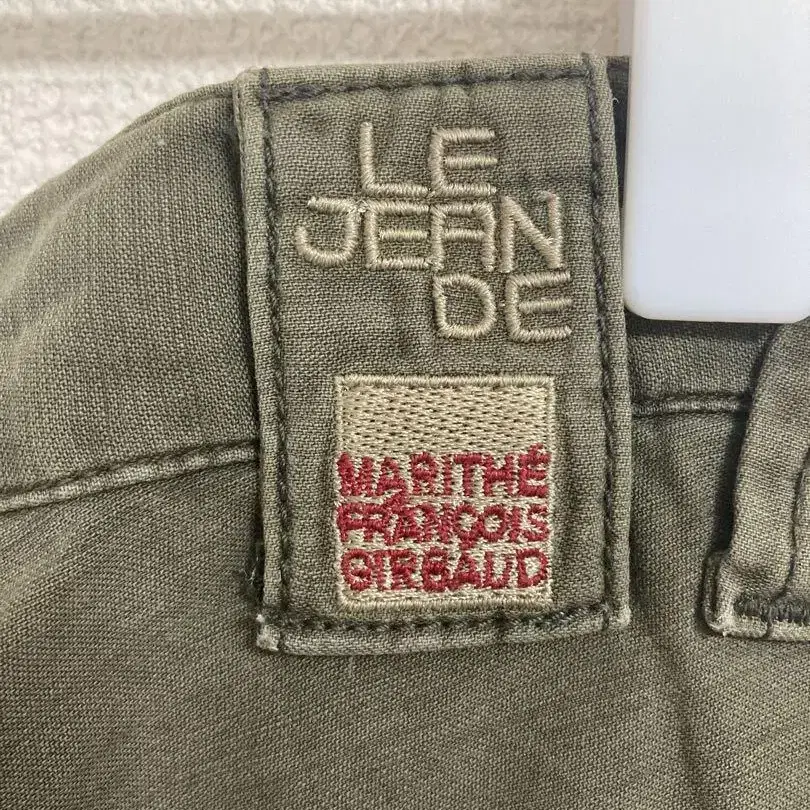 LE
JEAN
DE
MARITHÉ
FRANÇOIS
GIRBAUD